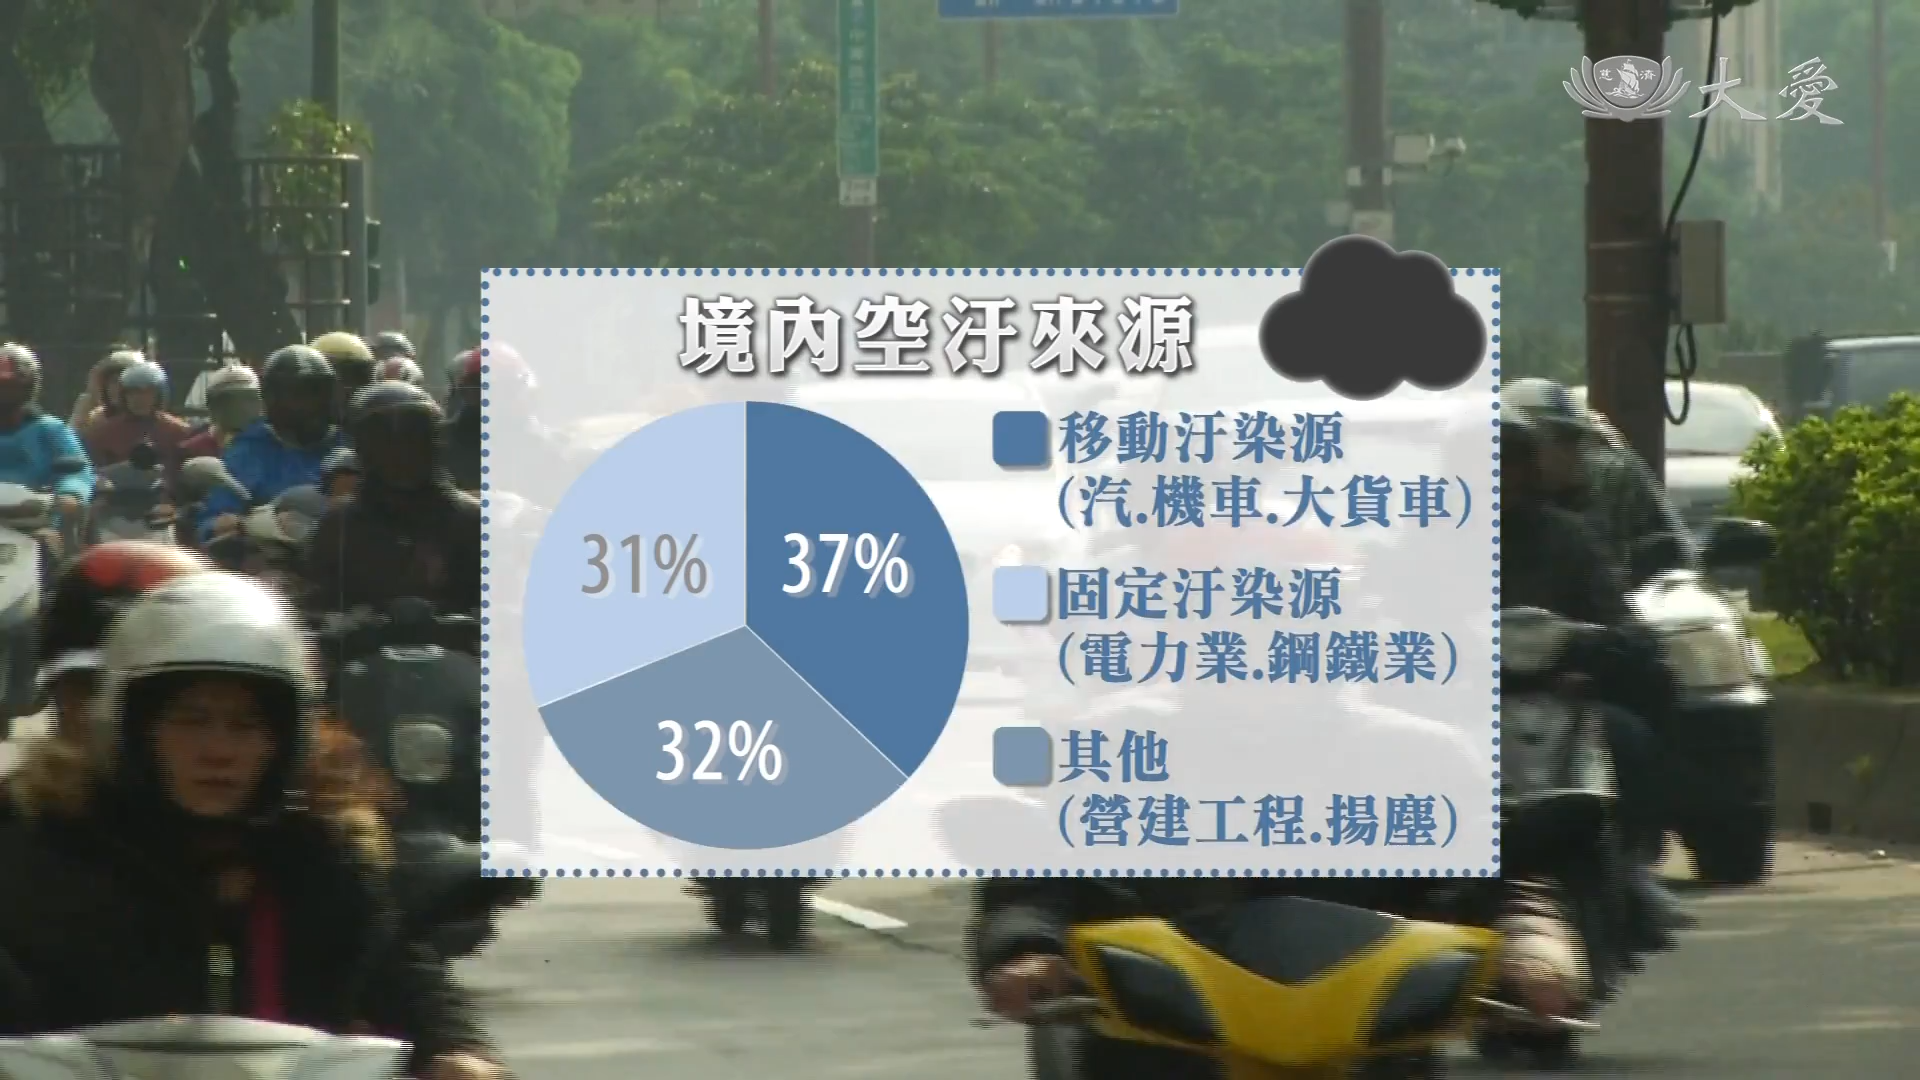 慈濟
大愛
境內空汙來源
37%
31%
32%
移動汙染源
(汽.機車.大貨車)
固定汙染源
(電力業.鋼鐵業)
其他
(營建工程.揚塵)